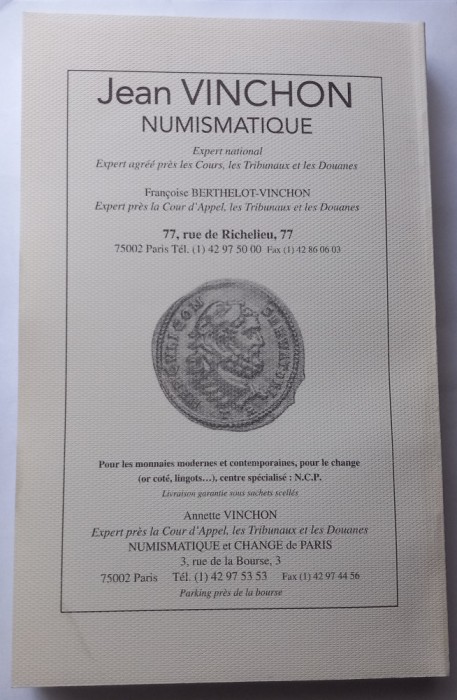 Jean VINCHON
NUMISMATIQUE
Expert national
Expert agréé près les Cours, les Tribunaux et les Douanes
Françoise BERTHELOT-VINCHON
Expert près la Cour d'Appel, les Tribunaux et les Douanes
77, rue de Richelieu, 77
75002 Paris Tél. (1) 42 97 50 00 Fax (1) 42 86 06 03
Pour les monnaies modernes et contemporaines, pour le change
(or coté, lingots...), centre spécialisé : N.C.P.
Livraison garantie sous sachets scellés
Annette VINCHON
Expert près la Cour d'Appel, les Tribunaux et les Douanes
NUMISMATIQUE et CHANGE de PARIS
3, rue de la Bourse, 3
75002 Paris Tél. (1) 42 97 53 53 Fax (1) 42 97 44 56
Parking près de la bourse